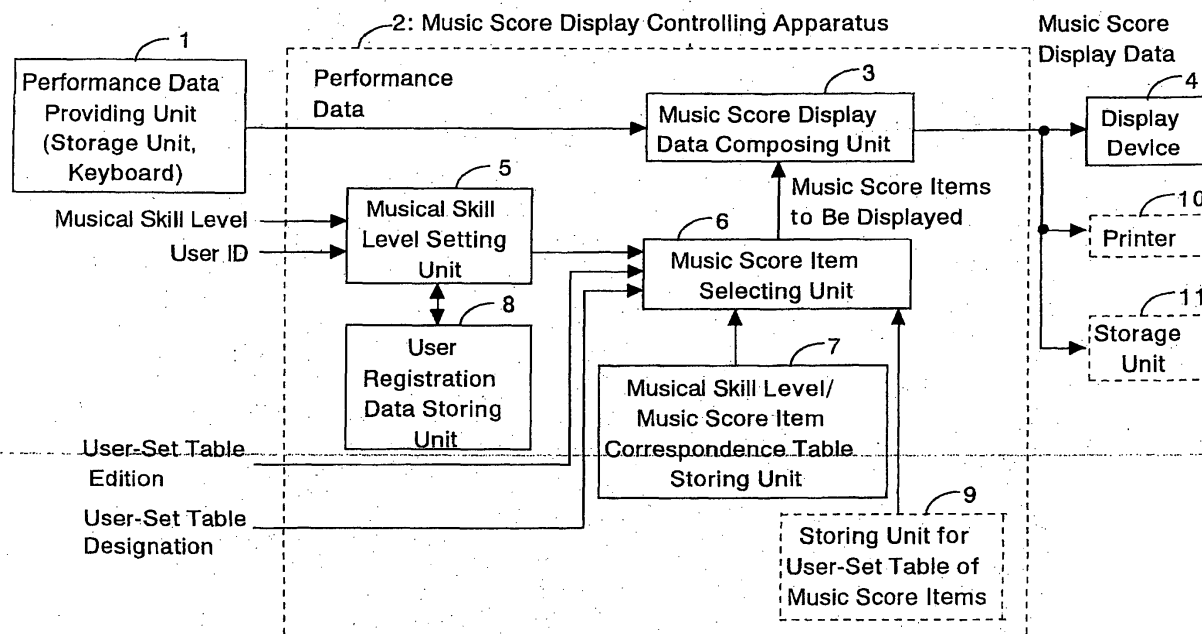 2: Music Score Display Controlling Apparatus
Music Score
Display Data
1
Performance Data
Providing Unit
(Storage Unit,
Keyboard)
Performance
Data
3
Music Score Display
Data Composing Unit
4
Display
Device
Musical Skill Level
User ID
5
Musical Skill
Level Setting
Unit
Music Score Items
to Be Displayed
6
Music Score Item
Selecting Unit
10
Printer
11
Storage
Unit
8
User
Registration
Data Storing
Unit
7
Musical Skill Level/
Music Score Item
Correspondence Table
Storing Unit
User-Set Table
Edition
User-Set Table
Designation
9
Storing Unit for
User-Set Table of
Music Score Items